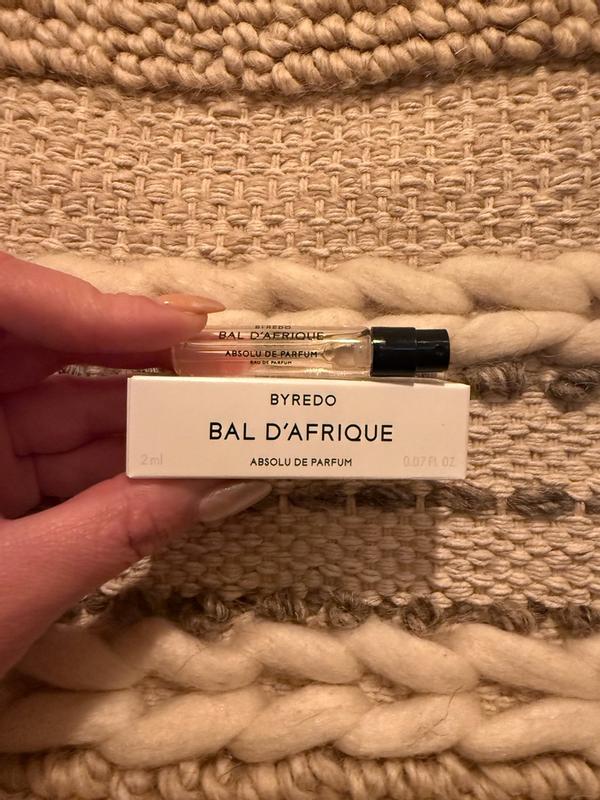 BYREDO
BAL D'AFRIQUE
ABSOLU DE PARFUM
EAU DE PARFUM
BYREDO
BAL D'AFRIQUE
2 ml ABSOLU DE PARFUM 0.07 FL OZ